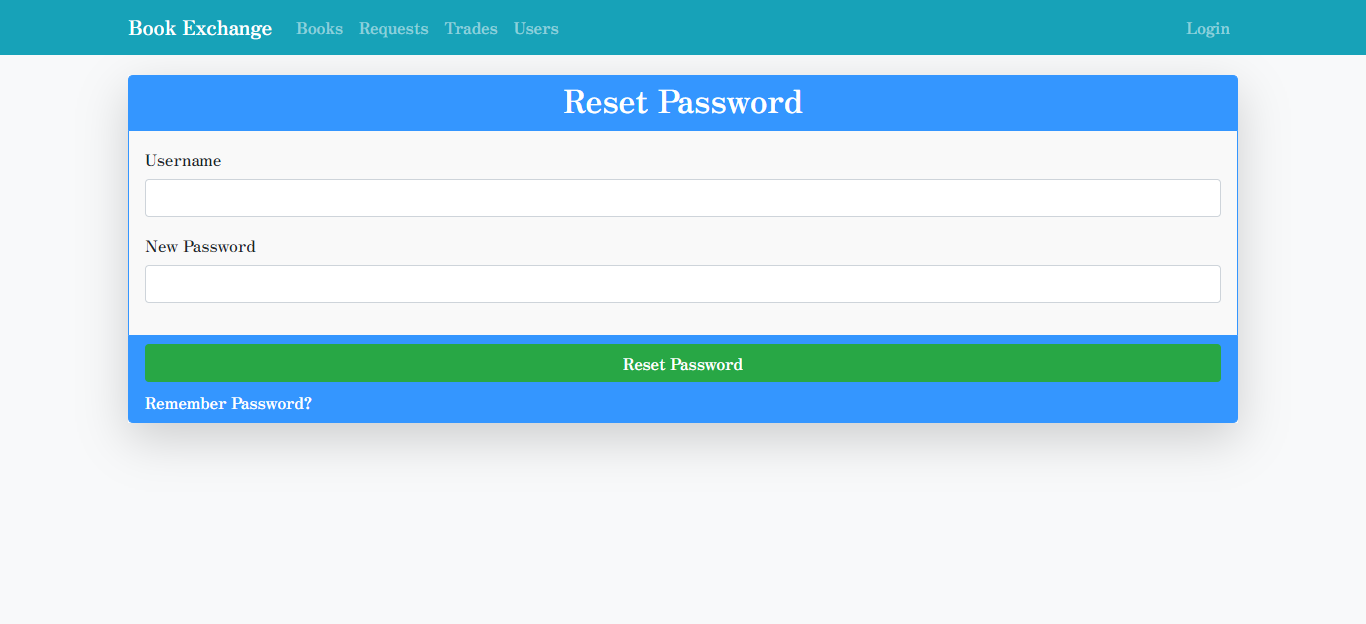 Book Exchange Books Requests Trades Users Login
Reset Password
Username
New Password
Reset Password
Remember Password?